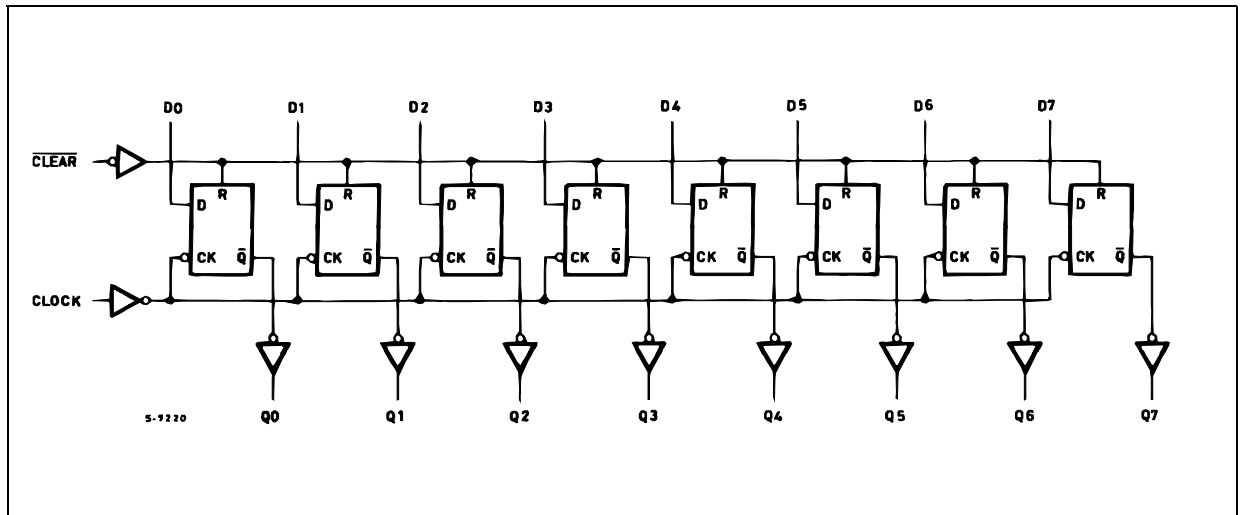 D0 D1 D2 D3 D4 D5 D6 D7
C̅L̅E̅A̅R̅
R R R R R R R R
D D D D D D D D
CK Q̅ CK Q̅ CK Q̅ CK Q̅ CK Q̅ CK Q̅ CK Q̅ CK Q̅
CLOCK
S-9220 Q0 Q1 Q2 Q3 Q4 Q5 Q6 Q7